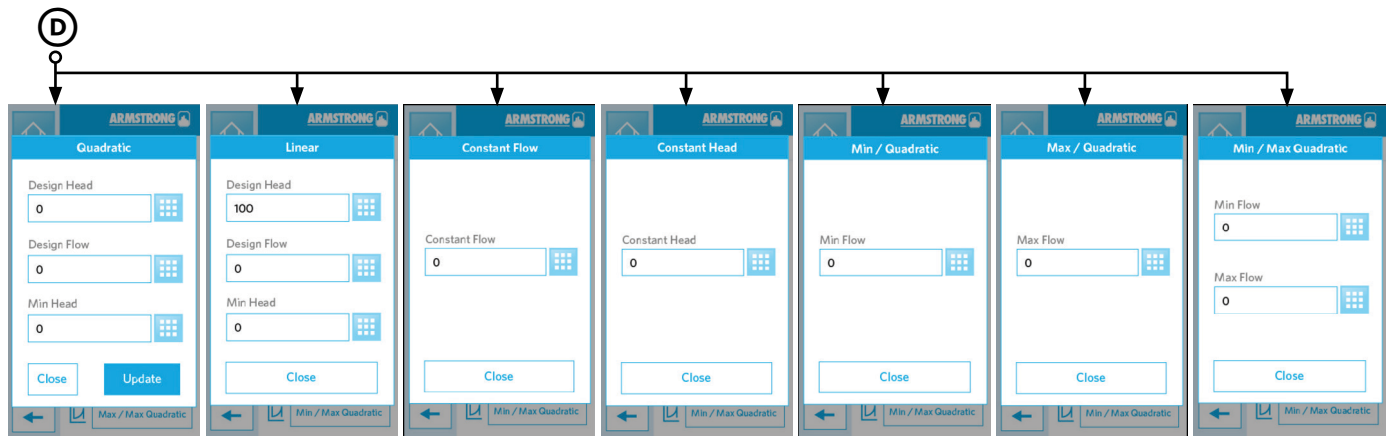 D
ARMSTRONG
Quadratic
Design Head
0
Design Flow
0
Min Head
0
Close
Update
Max / Max Quadratic
ARMSTRONG
Linear
Design Head
100
Design Flow
0
Min Head
0
Close
Min / Max Quadratic
ARMSTRONG
Constant Flow
Constant Flow
0
Close
Min / Max Quadratic
ARMSTRONG
Constant Head
Constant Head
0
Close
Min / Max Quadratic
ARMSTRONG
Min / Quadratic
Min Flow
0
Close
Min / Max Quadratic
ARMSTRONG
Max / Quadratic
Max Flow
0
Close
Min / Max Quadratic
ARMSTRONG
Min / Max Quadratic
Min Flow
0
Max Flow
0
Close
Min / Max Quadratic